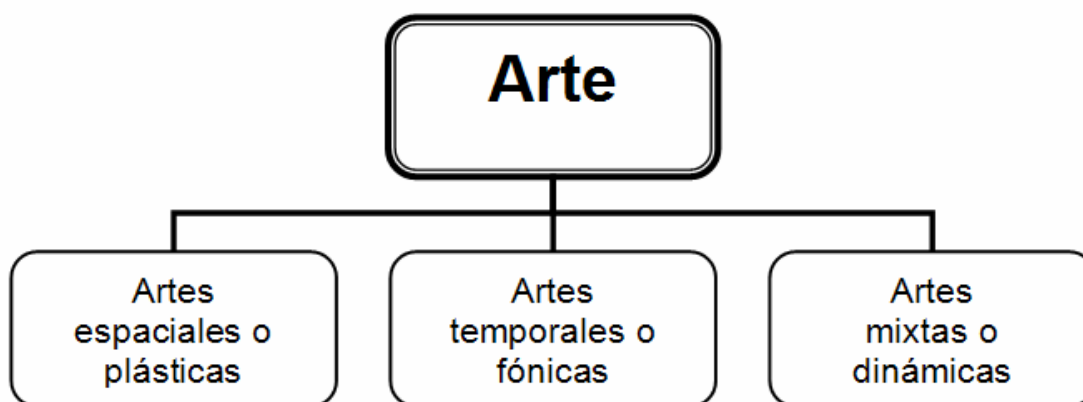 Arte
Artes
espaciales o
plásticas
Artes
temporales o
fónicas
Artes
mixtas o
dinámicas